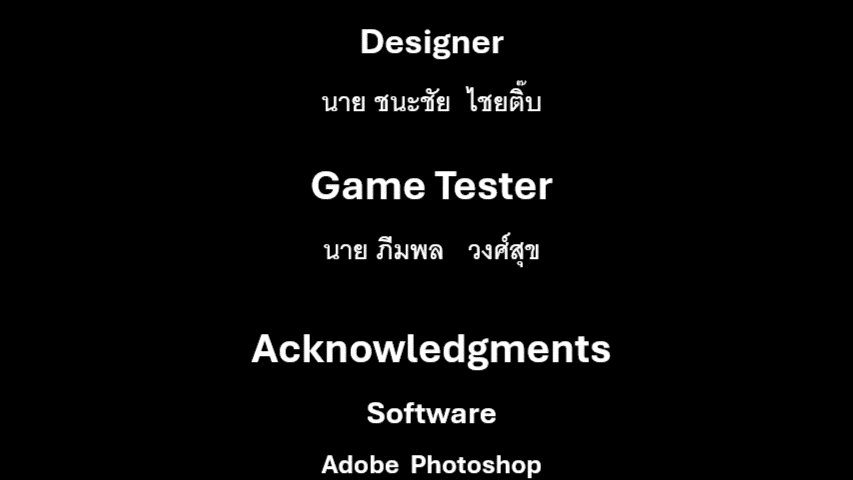 Designer
นาย ชนะชัย ไชยติ๊บ
Game Tester
นาย ภีมพล วงศ์สุข
Acknowledgments
Software
Adobe Photoshop